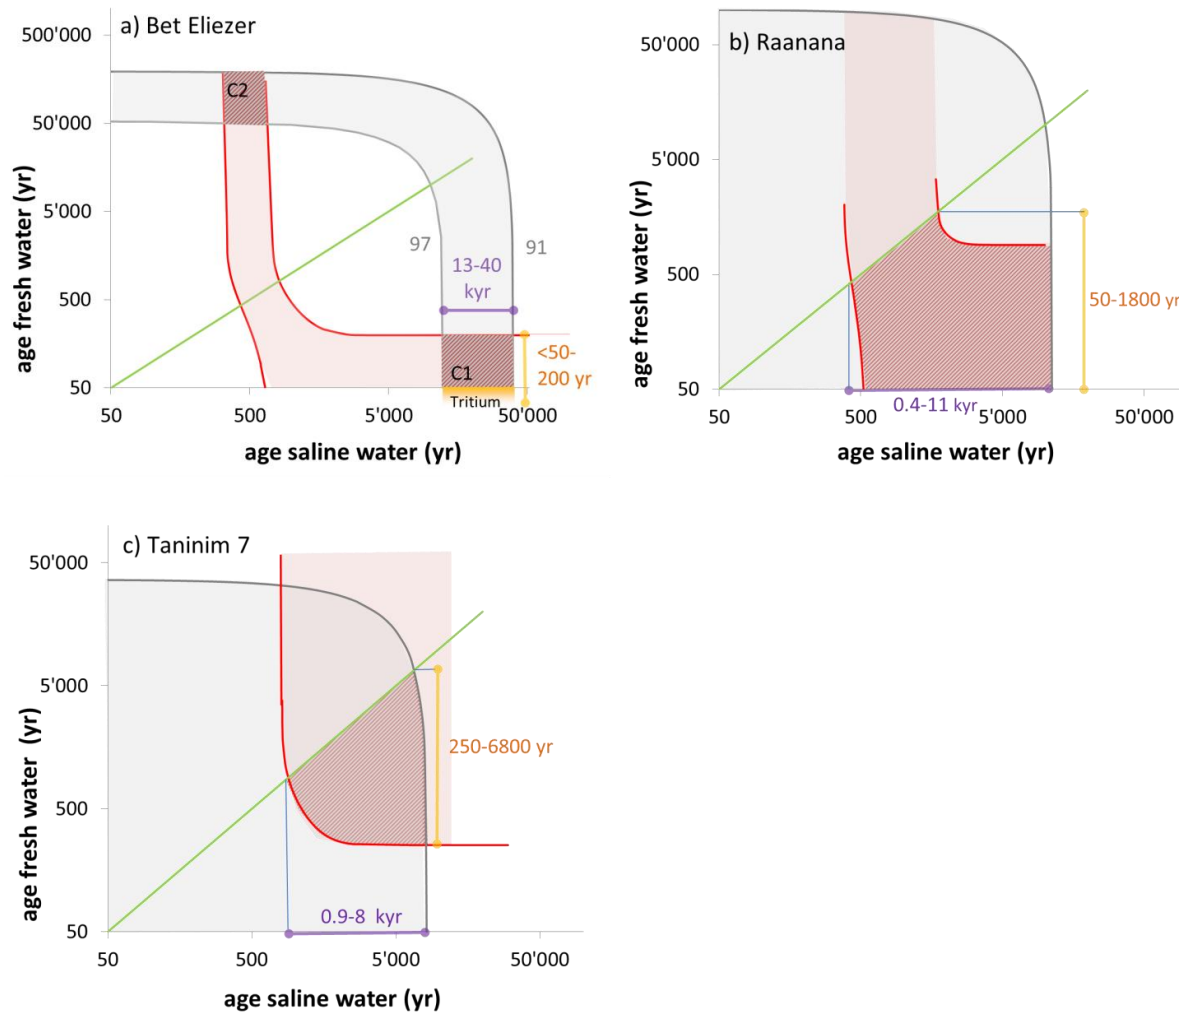 a) Bet Eliezer
500'000
50'000
5'000
500
50
age fresh water (yr)
C2
97
91
13-40
kyr
<50-
200 yr
C1
Tritium
50
500
5'000
50'000
age saline water (yr)
b) Raanana
50'000
5'000
500
50
age fresh water (yr)
50-1800 yr
0.4-11 kyr
50
500
5'000
50'000
age saline water (yr)
c) Taninim 7
50'000
5'000
500
50
age fresh water (yr)
250-6800 yr
0.9-8 kyr
50
500
5'000
50'000
age saline water (yr)